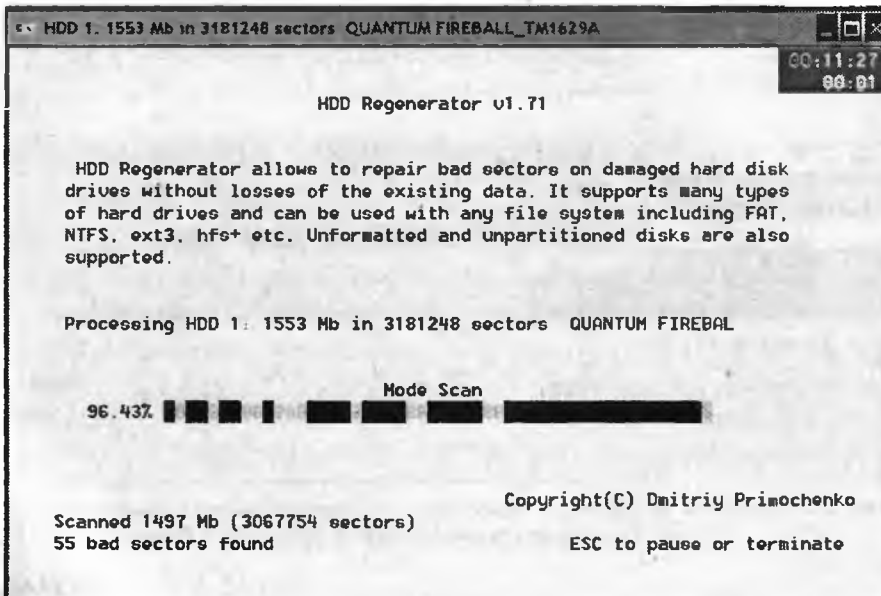 HDD 1: 1553 Mb in 3181248 sectors QUANTUM FIREBALL_TM1629A
00:11:27
00:01
HDD Regenerator v1.71
HDD Regenerator allows to repair bad sectors on damaged hard disk
drives without losses of the existing data. It supports many types
of hard drives and can be used with any file system including FAT,
NTFS, ext3, hfs+ etc. Unformatted and unpartitioned disks are also
supported.
Processing HDD 1: 1553 Mb in 3181248 sectors QUANTUM FIREBAL
Mode Scan
96.43%
Copyright(C) Dmitriy Primochenko
Scanned 1497 Mb (3067754 sectors)
55 bad sectors found
ESC to pause or terminate